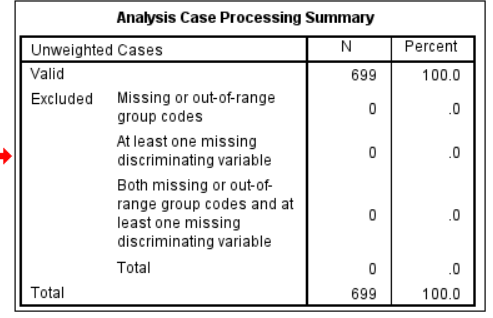 Analysis Case Processing Summary
Unweighted Cases N Percent
Valid 699 100.0
Excluded Missing or out-of-range
group codes 0 .0
At least one missing
discriminating variable 0 .0
Both missing or out-of-
range group codes and at
least one missing
discriminating variable 0 .0
Total 0 .0
Total 699 100.0